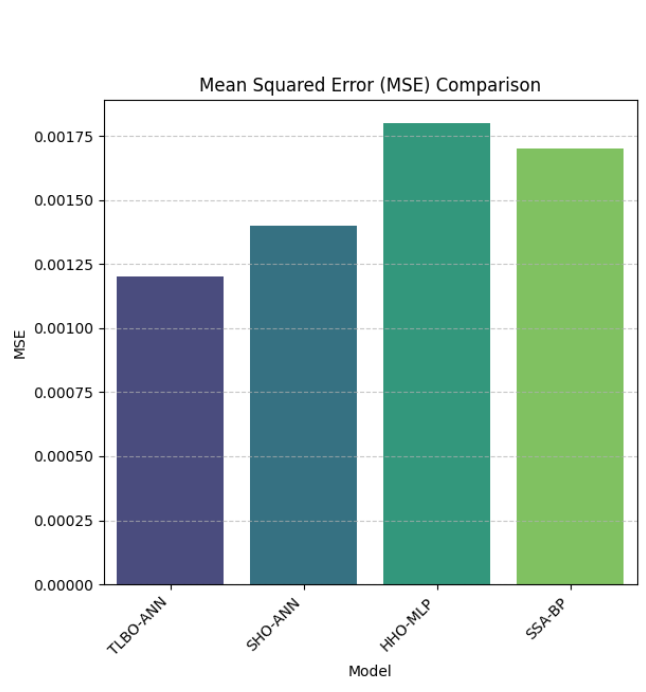 Mean Squared Error (MSE) Comparison
0.00175
0.00150
0.00125
0.00100
0.00075
0.00050
0.00025
0.00000
MSE
TLBO-ANN
SHO-ANN
HHO-MLP
SSA-BP
Model